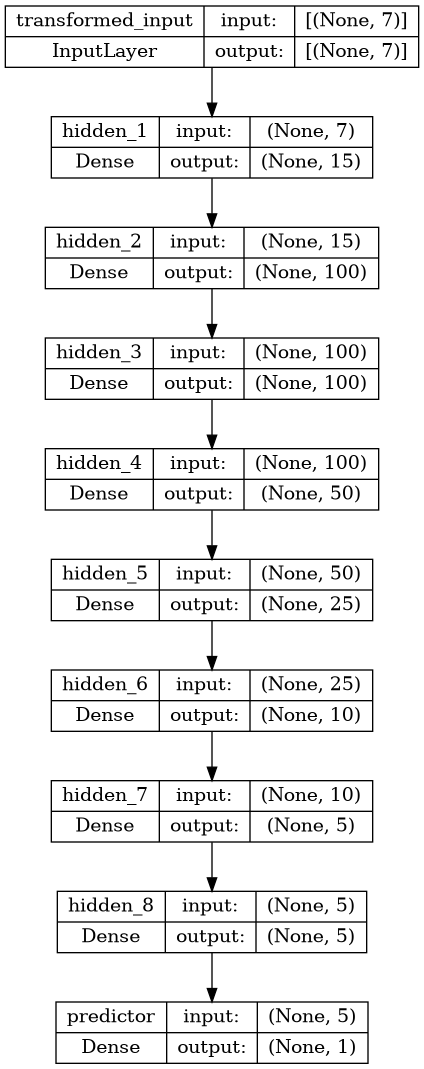 transformed_input input: [(None, 7)]
InputLayer output: [(None, 7)]
hidden_1 input: (None, 7)
Dense output: (None, 15)
hidden_2 input: (None, 15)
Dense output: (None, 100)
hidden_3 input: (None, 100)
Dense output: (None, 100)
hidden_4 input: (None, 100)
Dense output: (None, 50)
hidden_5 input: (None, 50)
Dense output: (None, 25)
hidden_6 input: (None, 25)
Dense output: (None, 10)
hidden_7 input: (None, 10)
Dense output: (None, 5)
hidden_8 input: (None, 5)
Dense output: (None, 5)
predictor input: (None, 5)
Dense output: (None, 1)